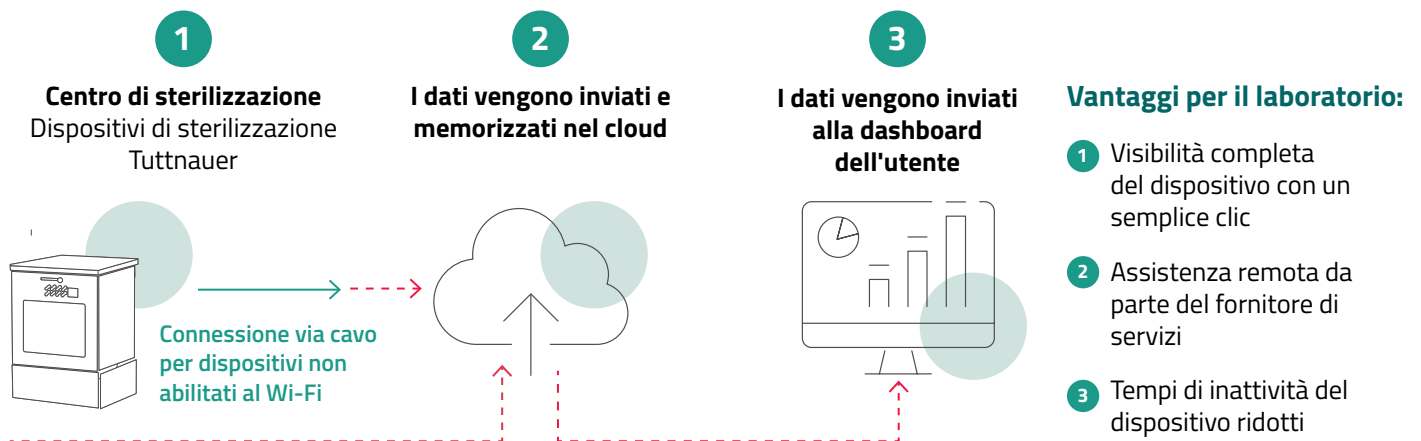 1
Centro di sterilizzazione
Dispositivi di sterilizzazione
Tuttnauer
Connessione via cavo
per dispositivi non
abilitati al Wi-Fi
2
I dati vengono inviati e
memorizzati nel cloud
3
I dati vengono inviati
alla dashboard
dell'utente
Vantaggi per il laboratorio:
1 Visibilità completa
del dispositivo con un
semplice clic
2 Assistenza remota da
parte del fornitore di
servizi
3 Tempi di inattività del
dispositivo ridotti